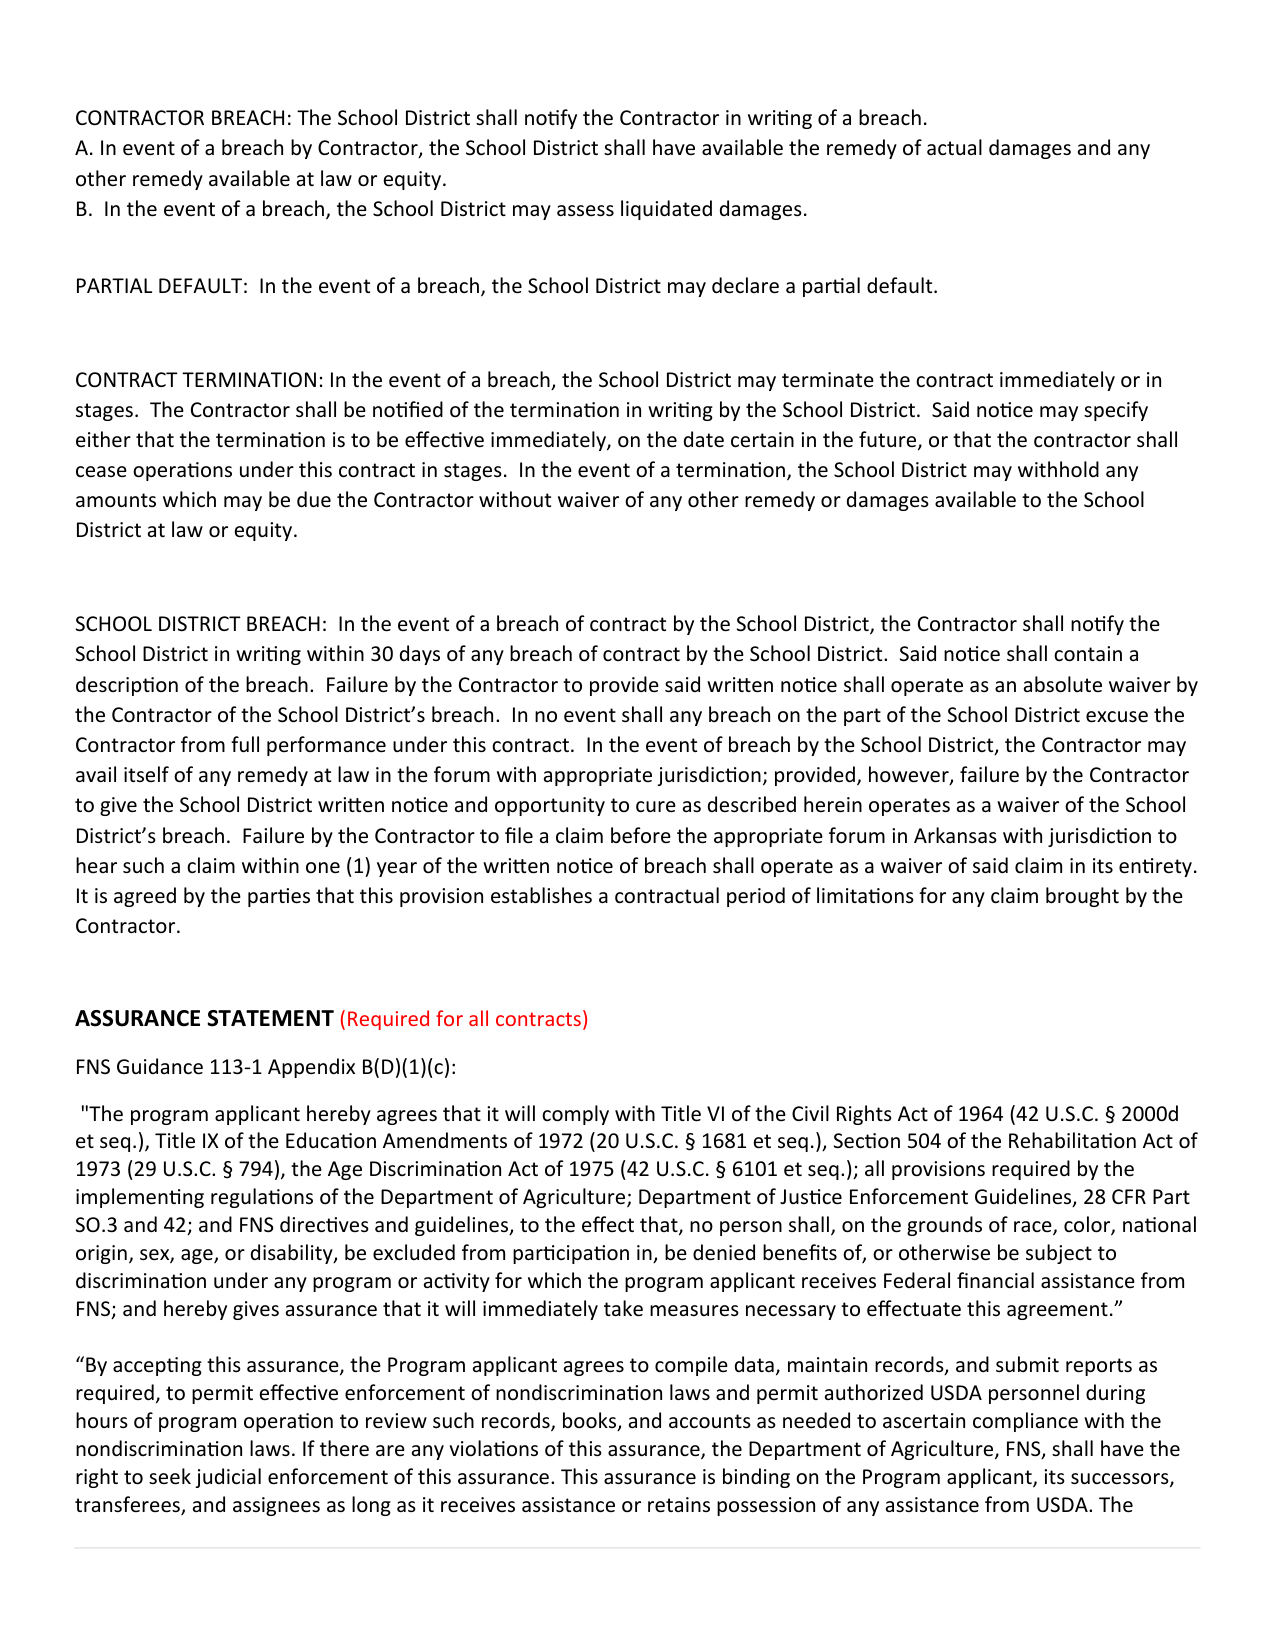 CONTRACTOR BREACH: The School District shall notify the Contractor in writing of a breach.
A. In event of a breach by Contractor, the School District shall have available the remedy of actual damages and any
other remedy available at law or equity.
B.  In the event of a breach, the School District may assess liquidated damages.
PARTIAL DEFAULT:  In the event of a breach, the School District may declare a partial default.
CONTRACT TERMINATION: In the event of a breach, the School District may terminate the contract immediately or in
stages.  The Contractor shall be notified of the termination in writing by the School District.  Said notice may specify
either that the termination is to be effective immediately, on the date certain in the future, or that the contractor shall
cease operations under this contract in stages.  In the event of a termination, the School District may withhold any
amounts which may be due the Contractor without waiver of any other remedy or damages available to the School
District at law or equity.
SCHOOL DISTRICT BREACH:  In the event of a breach of contract by the School District, the Contractor shall notify the
School District in writing within 30 days of any breach of contract by the School District.  Said notice shall contain a
description of the breach.  Failure by the Contractor to provide said written notice shall operate as an absolute waiver by
the Contractor of the School District’s breach.  In no event shall any breach on the part of the School District excuse the
Contractor from full performance under this contract.  In the event of breach by the School District, the Contractor may
avail itself of any remedy at law in the forum with appropriate jurisdiction; provided, however, failure by the Contractor
to give the School District written notice and opportunity to cure as described herein operates as a waiver of the School
District’s breach.  Failure by the Contractor to file a claim before the appropriate forum in Arkansas with jurisdiction to
hear such a claim within one (1) year of the written notice of breach shall operate as a waiver of said claim in its entirety.
It is agreed by the parties that this provision establishes a contractual period of limitations for any claim brought by the
Contractor.
ASSURANCE STATEMENT (Required for all contracts)
FNS Guidance 113-1 Appendix B(D)(1)(c):
"The program applicant hereby agrees that it will comply with Title VI of the Civil Rights Act of 1964 (42 U.S.C. § 2000d
et seq.), Title IX of the Education Amendments of 1972 (20 U.S.C. § 1681 et seq.), Section 504 of the Rehabilitation Act of
1973 (29 U.S.C. § 794), the Age Discrimination Act of 1975 (42 U.S.C. § 6101 et seq.); all provisions required by the
implementing regulations of the Department of Agriculture; Department of Justice Enforcement Guidelines, 28 CFR Part
SO.3 and 42; and FNS directives and guidelines, to the effect that, no person shall, on the grounds of race, color, national
origin, sex, age, or disability, be excluded from participation in, be denied benefits of, or otherwise be subject to
discrimination under any program or activity for which the program applicant receives Federal financial assistance from
FNS; and hereby gives assurance that it will immediately take measures necessary to effectuate this agreement.”
“By accepting this assurance, the Program applicant agrees to compile data, maintain records, and submit reports as
required, to permit effective enforcement of nondiscrimination laws and permit authorized USDA personnel during
hours of program operation to review such records, books, and accounts as needed to ascertain compliance with the
nondiscrimination laws. If there are any violations of this assurance, the Department of Agriculture, FNS, shall have the
right to seek judicial enforcement of this assurance. This assurance is binding on the Program applicant, its successors,
transferees, and assignees as long as it receives assistance or retains possession of any assistance from USDA. The